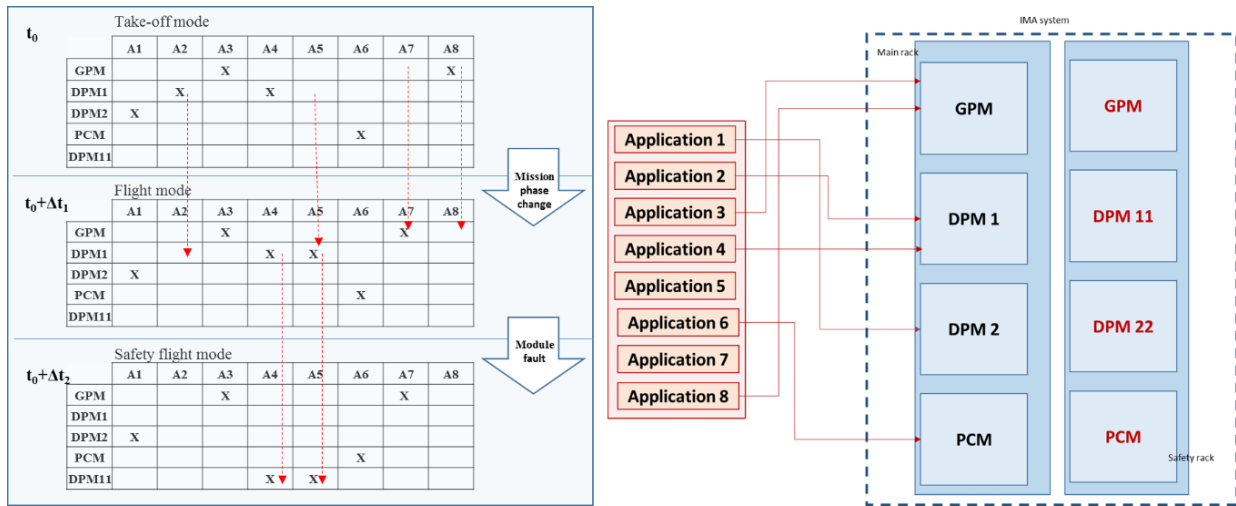 Take-off mode
t0
A1 A2 A3 A4 A5 A6 A7 A8
GPM X X
DPM1 X X
DPM2 X
PCM X
DPM11
Mission
phase
change
Flight mode
t0+Δt1
A1 A2 A3 A4 A5 A6 A7 A8
GPM X X
DPM1 X X
DPM2 X
PCM X
DPM11
Module
fault
Safety flight mode
t0+Δt2
A1 A2 A3 A4 A5 A6 A7 A8
GPM X X
DPM1
DPM2 X
PCM X
DPM11 X X
Application 1
Application 2
Application 3
Application 4
Application 5
Application 6
Application 7
Application 8
IMA system
Main rack
GPM
DPM 1
DPM 2
PCM
GPM
DPM 11
DPM 22
PCM
Safety rack